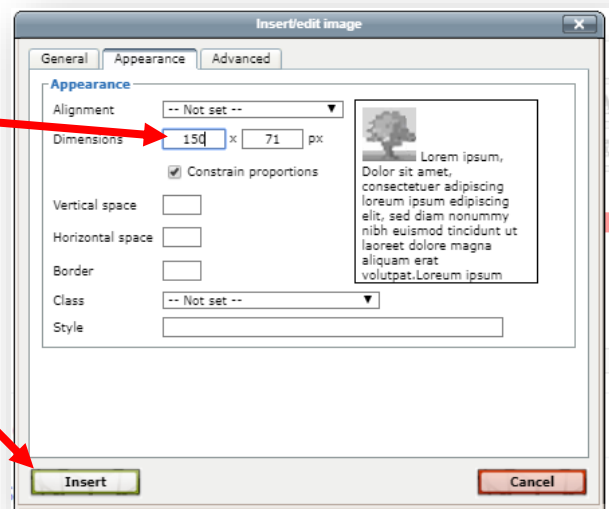 Insert/edit image
General Appearance Advanced
Appearance
Alignment -- Not set --
Dimensions 150 x 71 px
Constrain proportions
Vertical space
Horizontal space
Border
Class -- Not set --
Style
Lorem ipsum,
Dolor sit amet,
consectetuer adipiscing
loreum ipsum edipiscing
elit, sed diam nonummy
nibh euismod tincidunt ut
laoreet dolore magna
aliquam erat
volutpat.Loreum ipsum
Insert Cancel